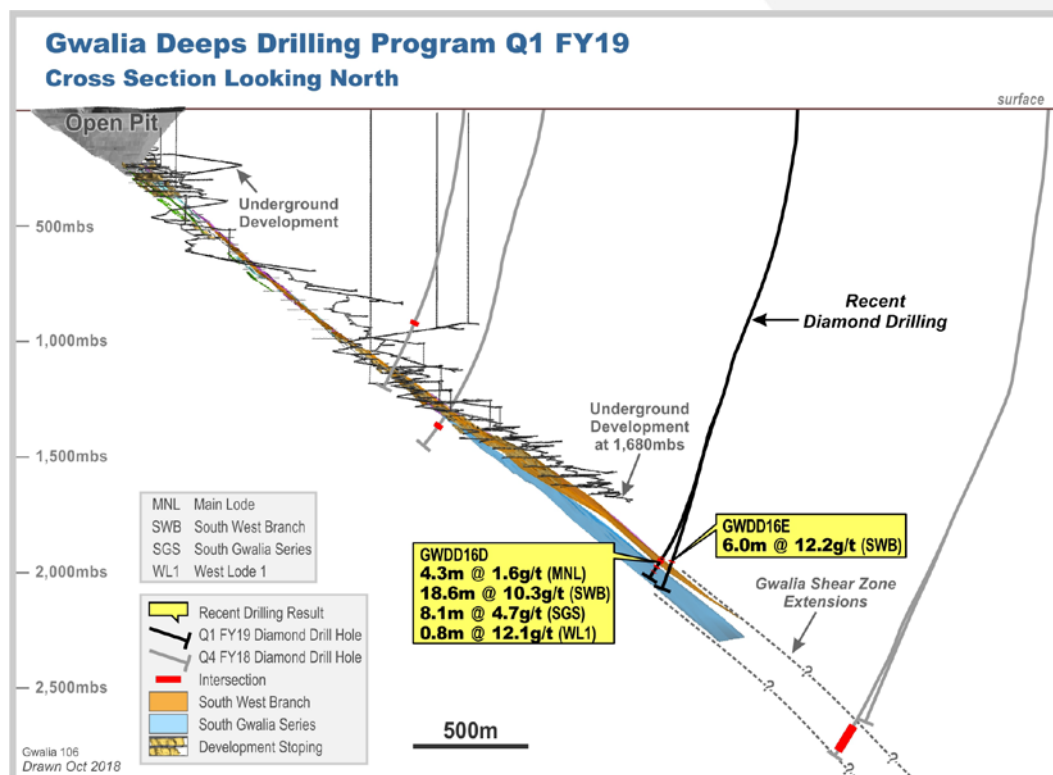 Gwalia Deeps Drilling Program Q1 FY19
Cross Section Looking North
surface
Open Pit
Underground
Development
500mbs
1,000mbs
1,500mbs
2,000mbs
2,500mbs
Recent
Diamond Drilling
Underground
Development
at 1,680mbs
MNL Main Lode
SWB South West Branch
SGS South Gwalia Series
WL1 West Lode 1
GWDD16E
6.0m @ 12.2g/t (SWB)
GWDD16D
4.3m @ 1.6g/t (MNL)
18.6m @ 10.3g/t (SWB)
8.1m @ 4.7g/t (SGS)
0.8m @ 12.1g/t (WL1)
Gwalia Shear Zone
Extensions
?
?
?
?
?
Recent Drilling Result
Q1 FY19 Diamond Drill Hole
Q4 FY18 Diamond Drill Hole
Intersection
South West Branch
South Gwalia Series
Development Stoping
500m
Gwalia 106
Drawn Oct 2018